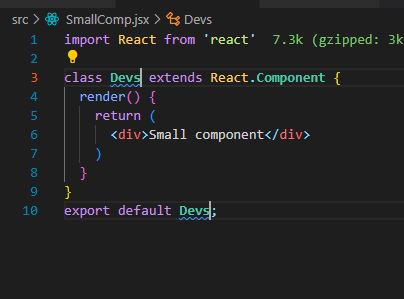 src > SmallComp.jsx > Devs
1 import React from 'react' 7.3k (gzipped: 3k
2
3 class Devs extends React.Component {
4 render() {
5 return (
6 <div>Small component</div>
7 )
8 }
9 }
10 export default Devs;